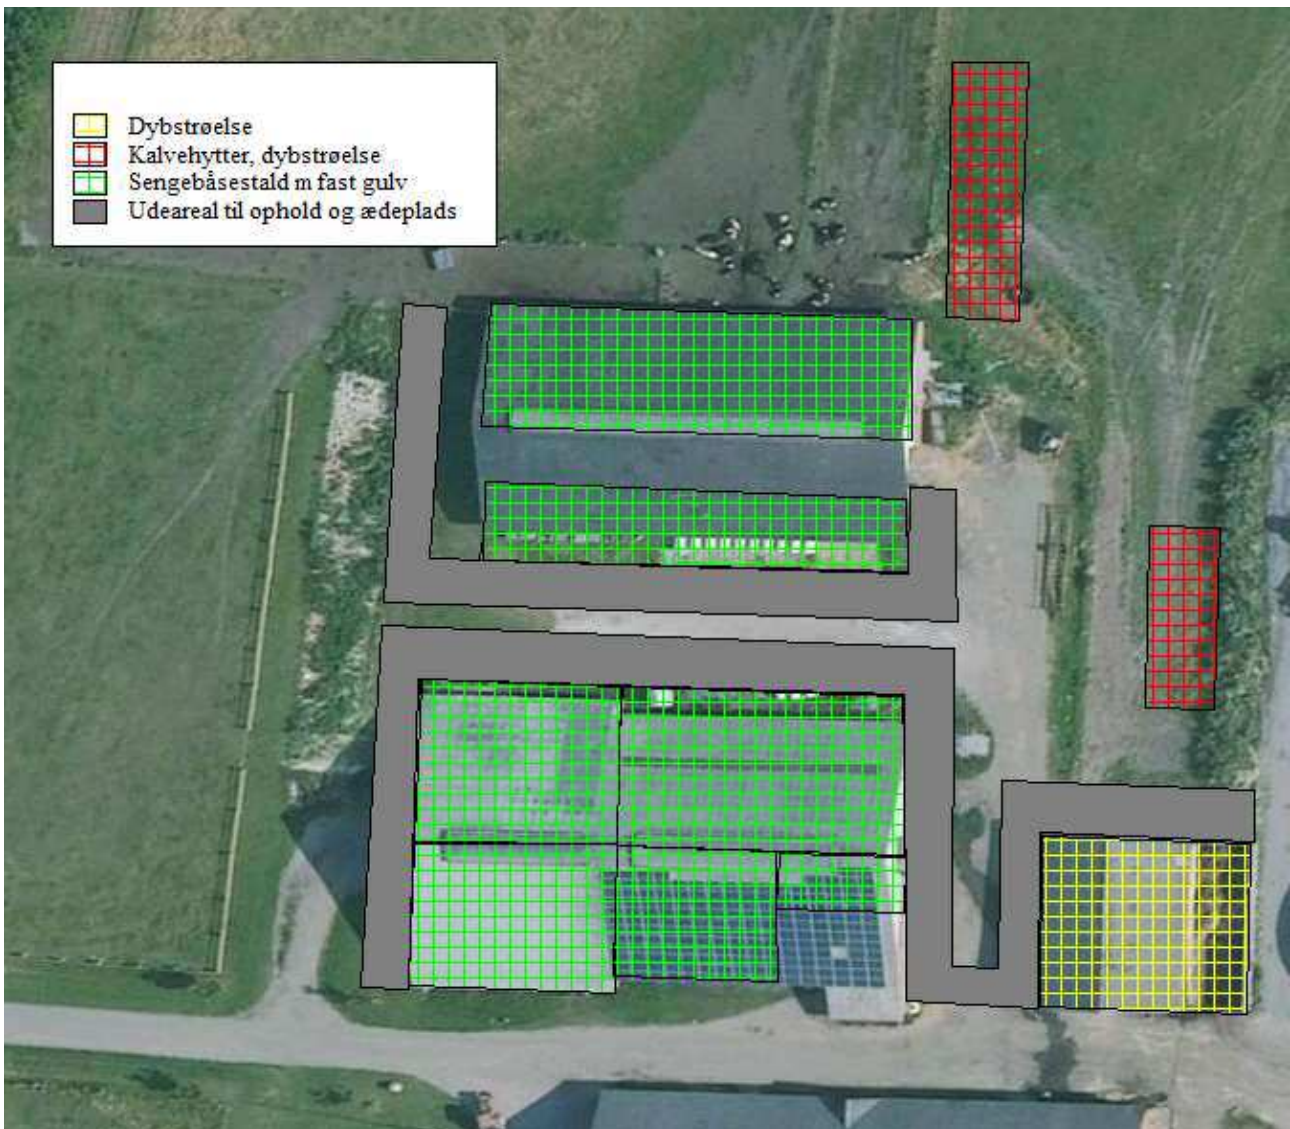 Dybstrøelse
Kalvehytter, dybstrøelse
Sengebåsestald m fast gulv
Udeareal til ophold og ædeplads